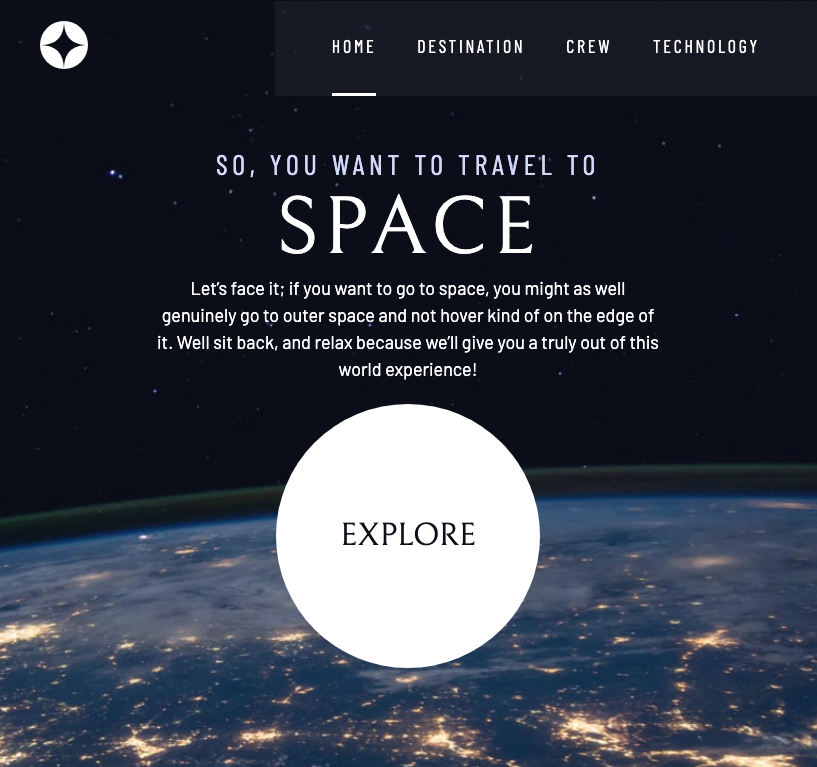 HOME DESTINATION CREW TECHNOLOGY
SO, YOU WANT TO TRAVEL TO
SPACE
Let’s face it; if you want to go to space, you might as well
genuinely go to outer space and not hover kind of on the edge of
it. Well sit back, and relax because we’ll give you a truly out of this
world experience!
EXPLORE